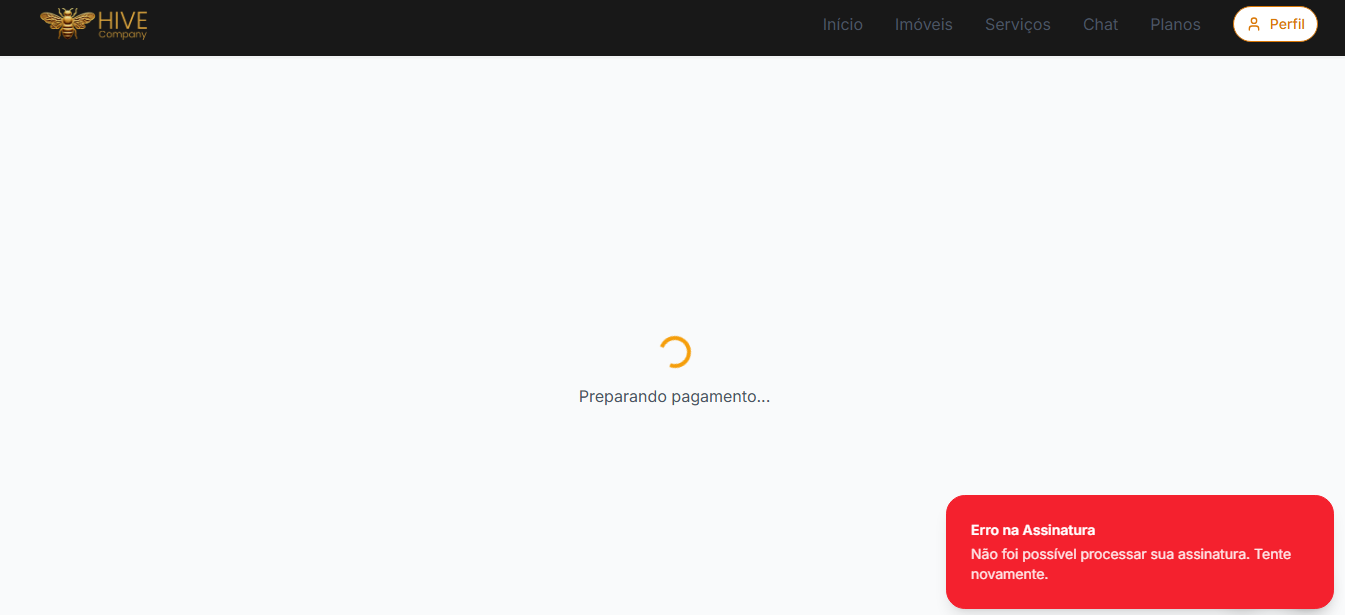 HIVE
Company
Início Imóveis Serviços Chat Planos Perfil
Preparando pagamento...
Erro na Assinatura
Não foi possível processar sua assinatura. Tente
novamente.